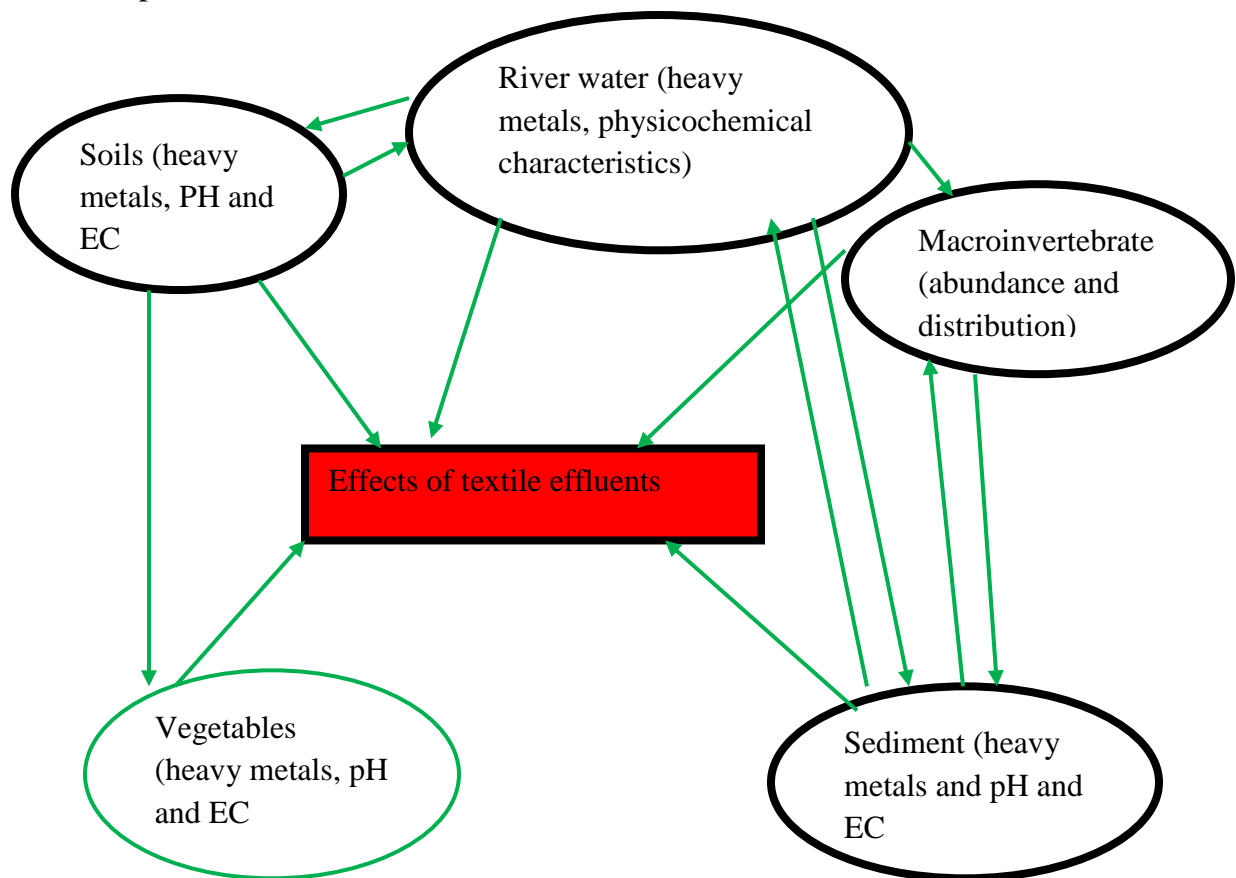 River water (heavy
metals, physicochemical
characteristics)
Soils (heavy
metals, PH and
EC
Macroinvertebrate
(abundance and
distribution)
Effects of textile effluents
Vegetables
(heavy metals, pH
and EC
Sediment (heavy
metals and pH and
EC